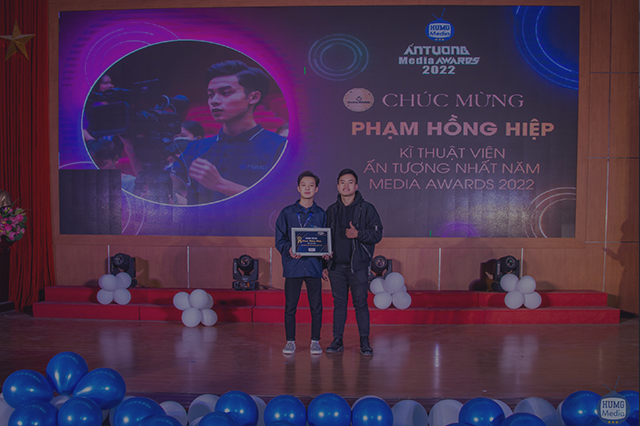 HUMG
Media
ẤN TƯỢNG
Media AWARDS
2022
CHÚC MỪNG
PHẠM HỒNG HIỆP
KĨ THUẬT VIÊN
ẤN TƯỢNG NHẤT NĂM
MEDIA AWARDS 2022
HUMG
Media